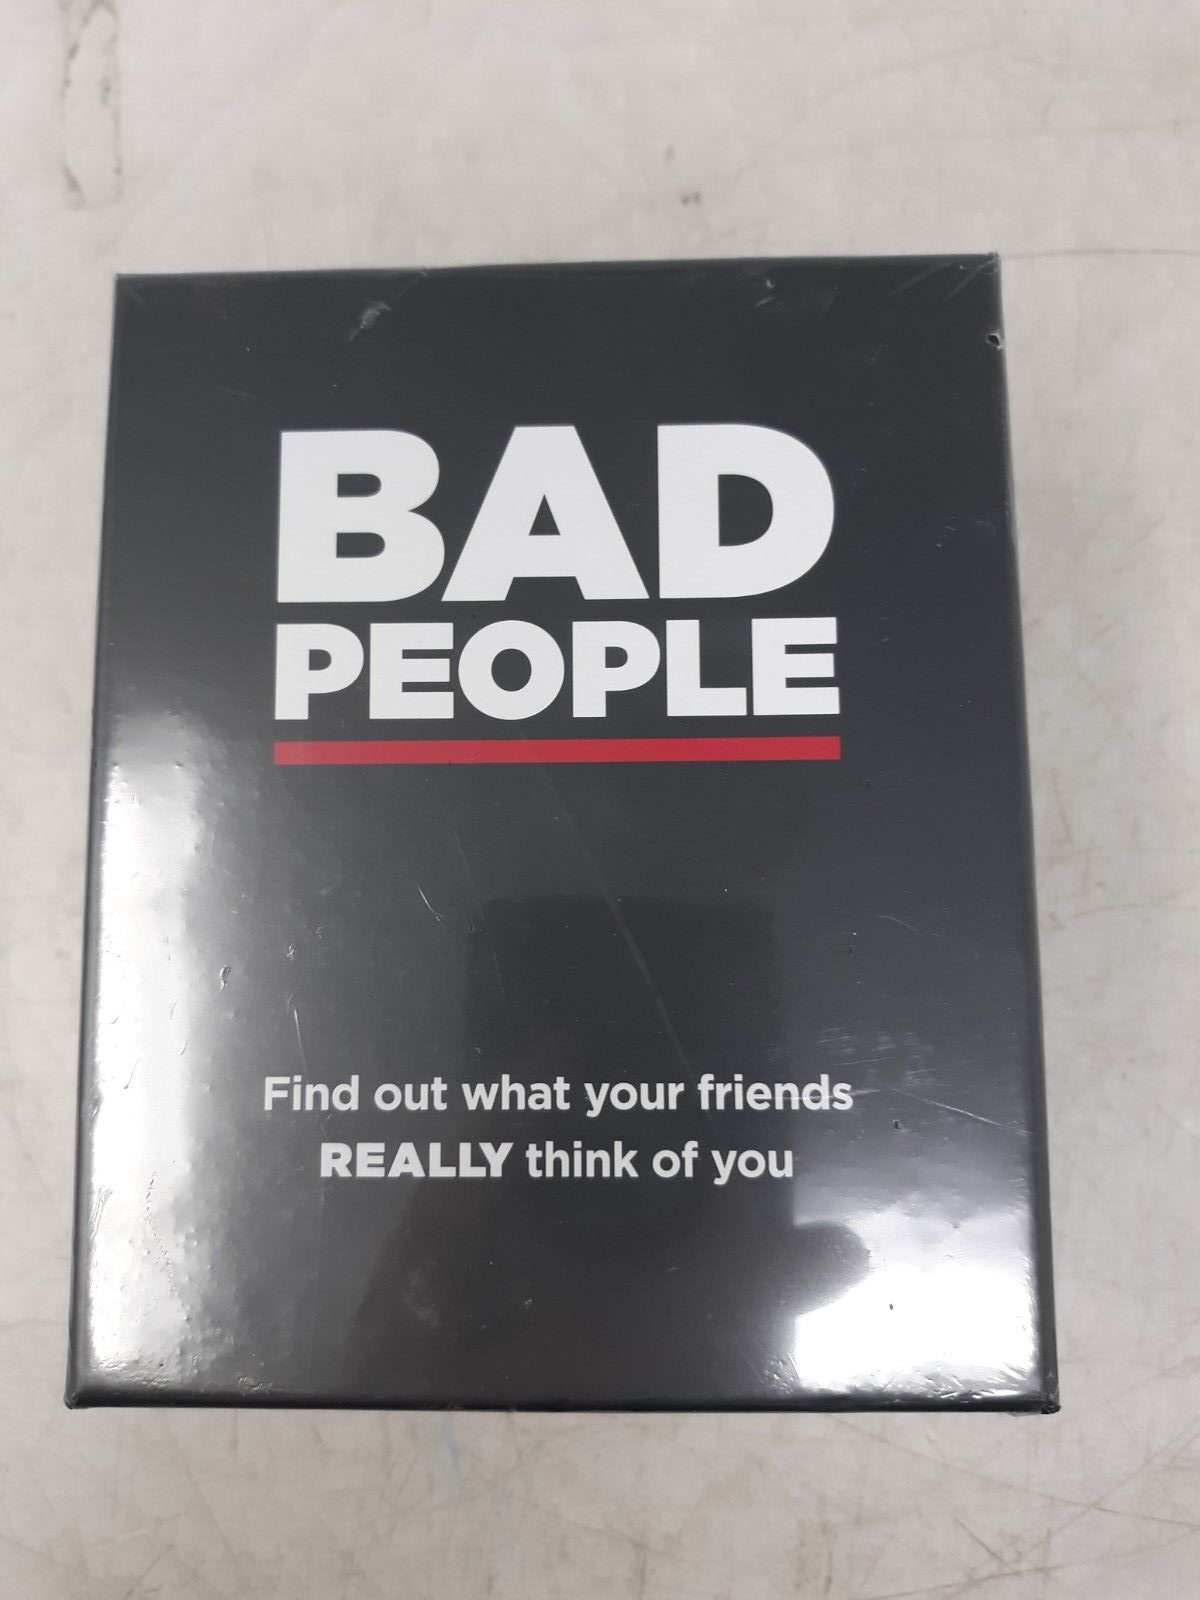 BAD
PEOPLE
Find out what your friends
REALLY think of you